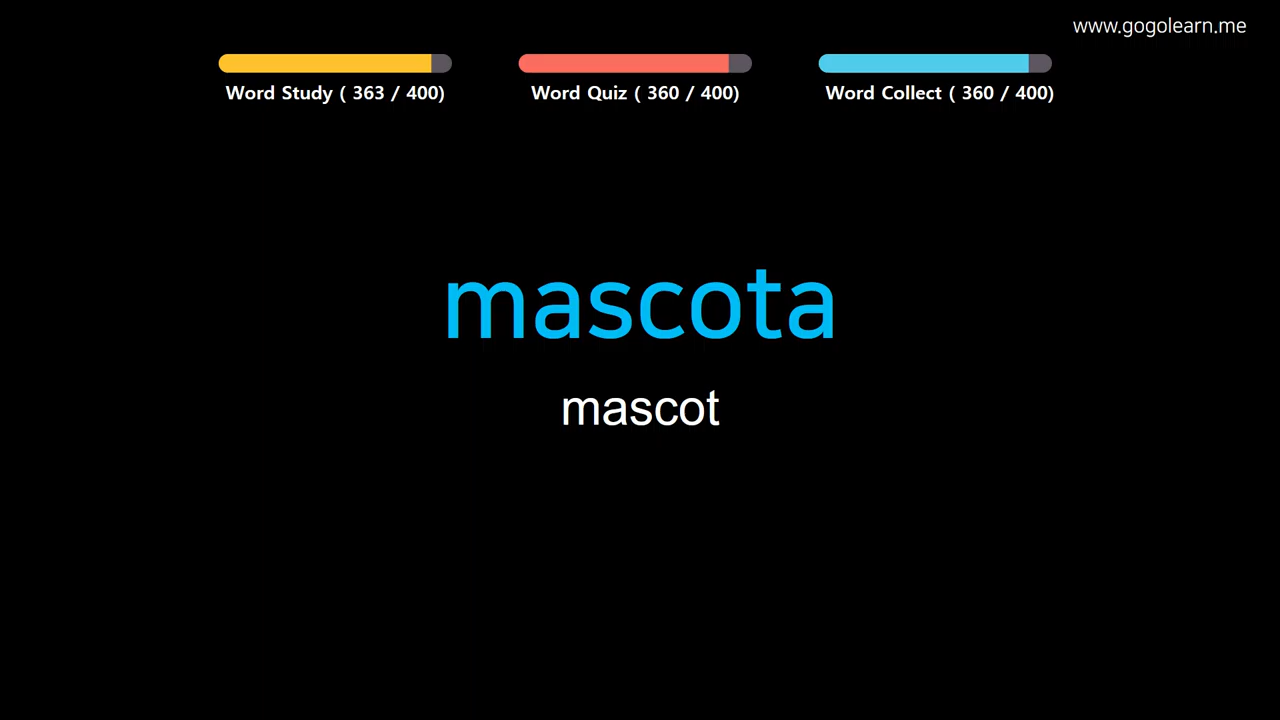 www.gogolearn.me
Word Study ( 363 / 400)
Word Quiz ( 360 / 400)
Word Collect ( 360 / 400)
mascota
mascot